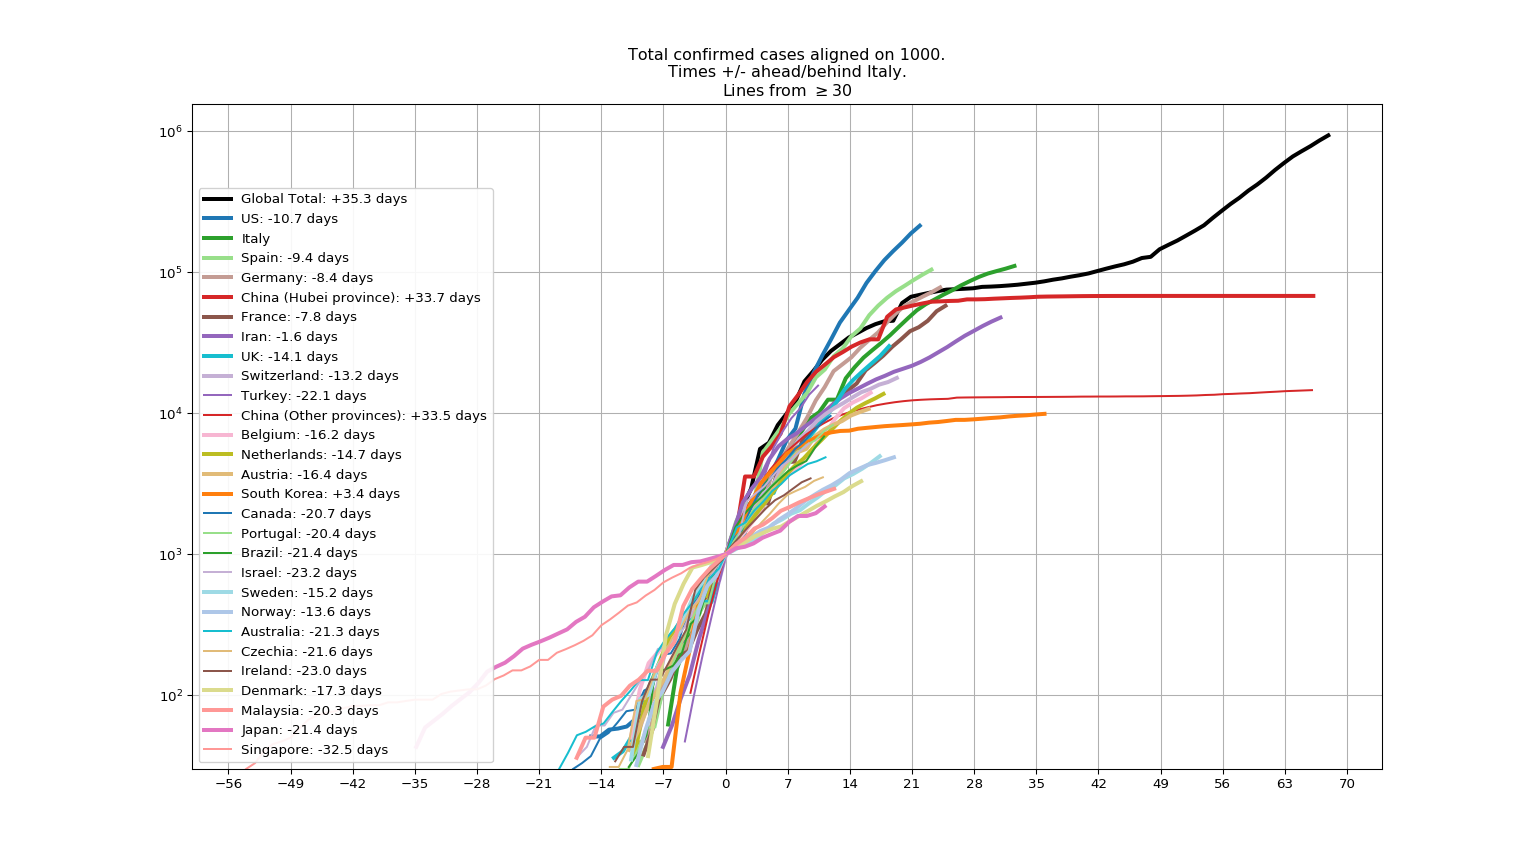 Total confirmed cases aligned on 1000.
Times +/- ahead/behind Italy.
Lines from ≥30
10⁶
10⁵
10⁴
10³
10²
Global Total: +35.3 days
US: -10.7 days
Italy
Spain: -9.4 days
Germany: -8.4 days
China (Hubei province): +33.7 days
France: -7.8 days
Iran: -1.6 days
UK: -14.1 days
Switzerland: -13.2 days
Turkey: -22.1 days
China (Other provinces): +33.5 days
Belgium: -16.2 days
Netherlands: -14.7 days
Austria: -16.4 days
South Korea: +3.4 days
Canada: -20.7 days
Portugal: -20.4 days
Brazil: -21.4 days
Israel: -23.2 days
Sweden: -15.2 days
Norway: -13.6 days
Australia: -21.3 days
Czechia: -21.6 days
Ireland: -23.0 days
Denmark: -17.3 days
Malaysia: -20.3 days
Japan: -21.4 days
Singapore: -32.5 days
−56 −49 −42 −35 −28 −21 −14 −7 0 7 14 21 28 35 42 49 56 63 70